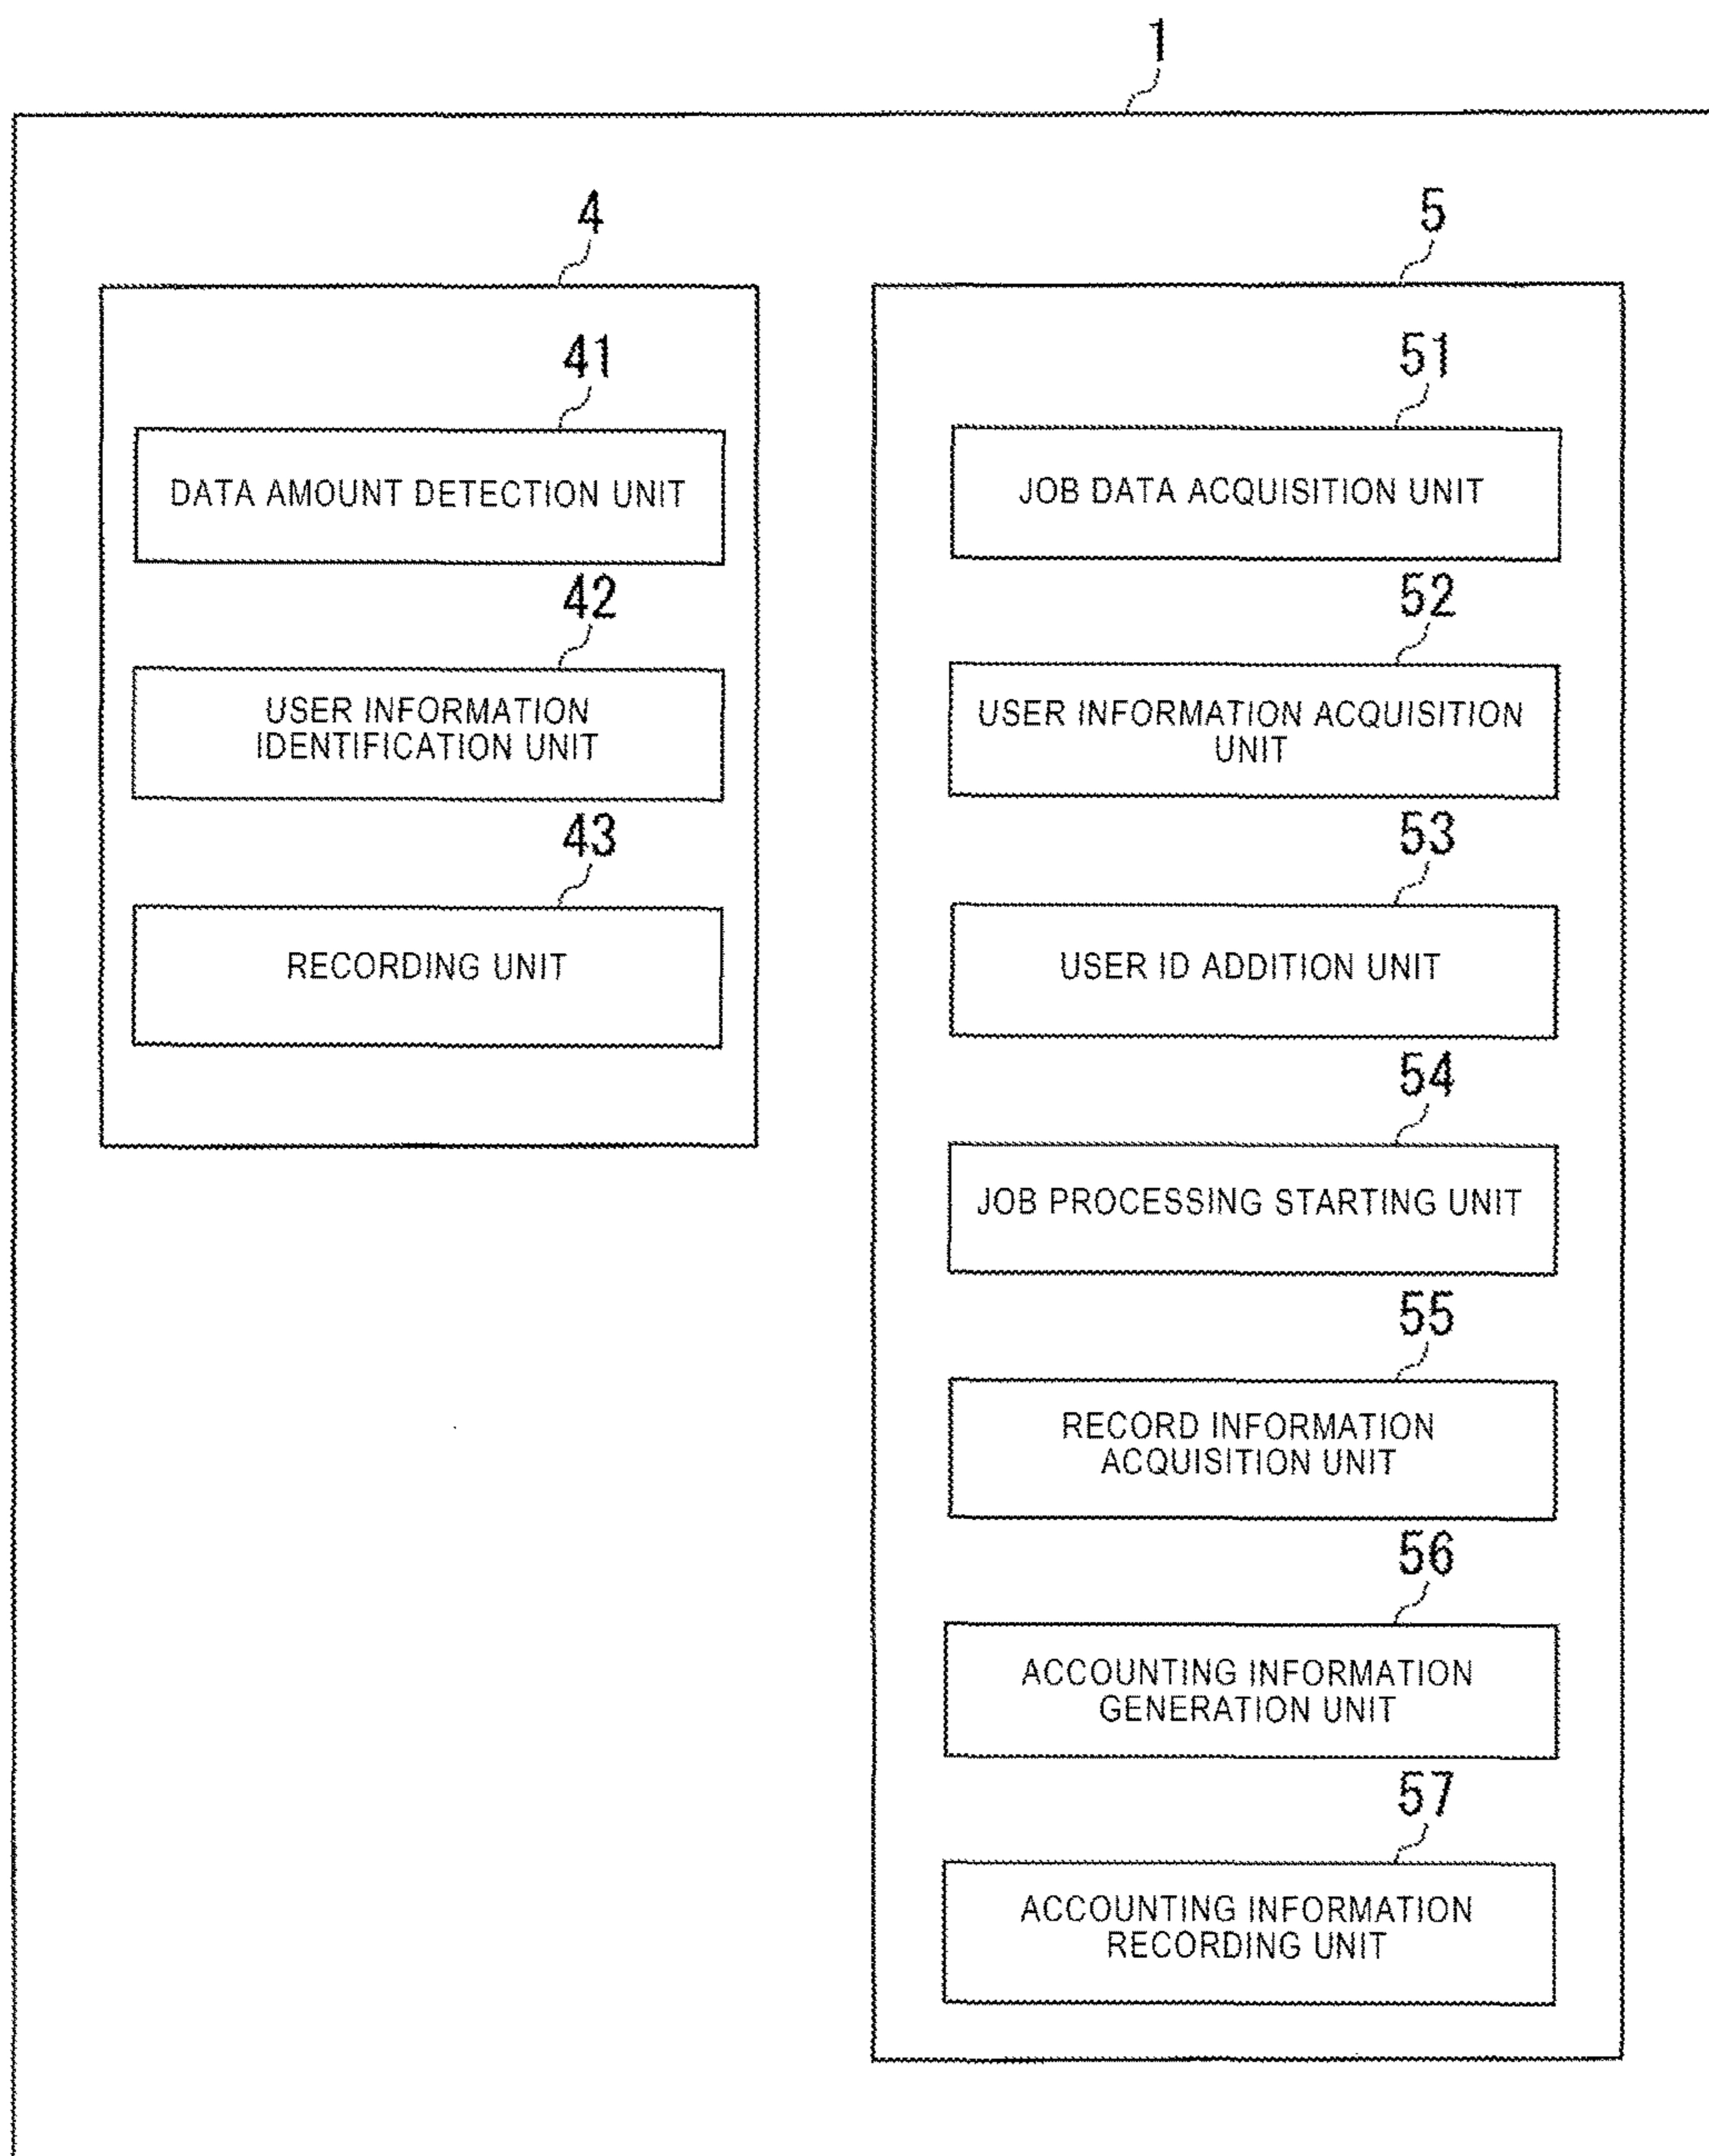 1
4
41
DATA AMOUNT DETECTION UNIT
42
USER INFORMATION
IDENTIFICATION UNIT
43
RECORDING UNIT
5
51
JOB DATA ACQUISITION UNIT
52
USER INFORMATION ACQUISITION
UNIT
53
USER ID ADDITION UNIT
54
JOB PROCESSING STARTING UNIT
55
RECORD INFORMATION
ACQUISITION UNIT
56
ACCOUNTING INFORMATION
GENERATION UNIT
57
ACCOUNTING INFORMATION
RECORDING UNIT